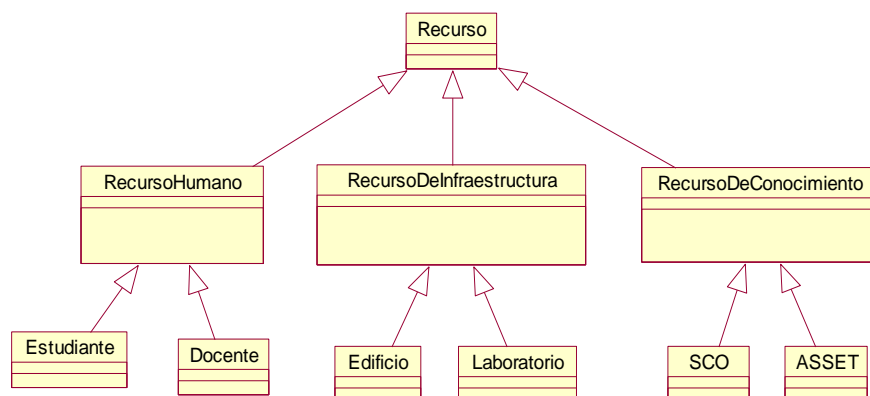 Recurso
RecursoHumano
RecursoDeInfraestructura
RecursoDeConocimiento
Estudiante
Docente
Edificio
Laboratorio
SCO
ASSET